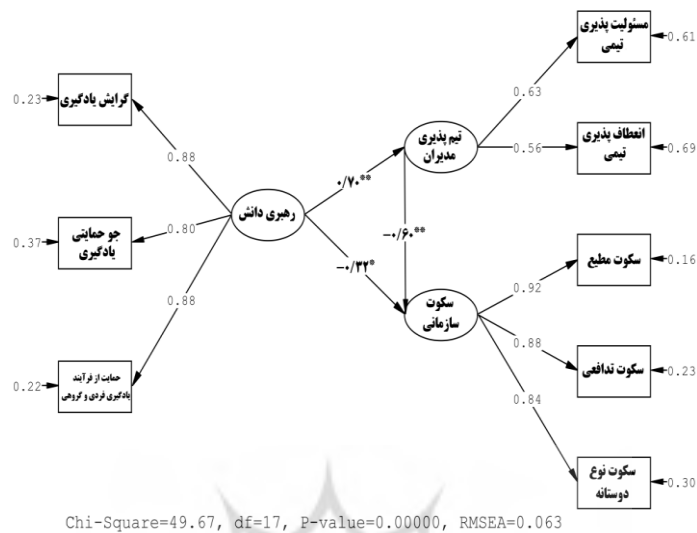 مسئولیت پذیری
تیمی
0.61
0.63
گرایش یادگیری
0.23
0.88
انعطاف پذیری
تیمی
0.69
0.56
تیم پذیری
مدیران
۰/۷۰**
رهبری دانش
جو حمایتی
یادگیری
0.37
0.80
-۰/۶۰**
-۰/۳۲*
سکوت مطیع
0.16
0.92
سکوت
سازمانی
0.88
سکوت تدافعی
0.23
0.88
0.84
حمایت از فرآیند
یادگیری فردی و گروهی
0.22
سکوت نوع
دوستانه
0.30
Chi-Square=49.67, df=17, P-value=0.00000, RMSEA=0.063